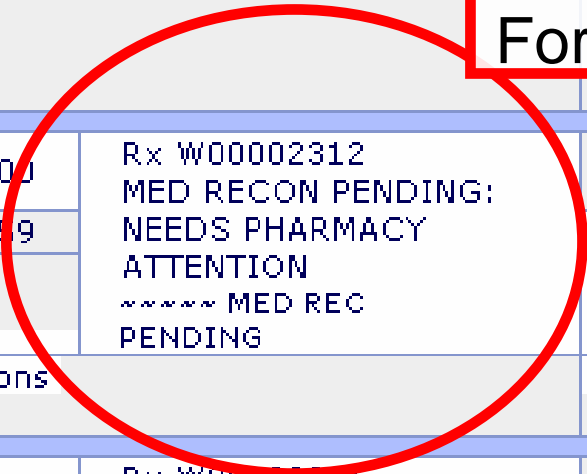 For
Rx W00002312
MED RECON PENDING:
NEEDS PHARMACY
ATTENTION
~~~~~ MED REC
PENDING
ons